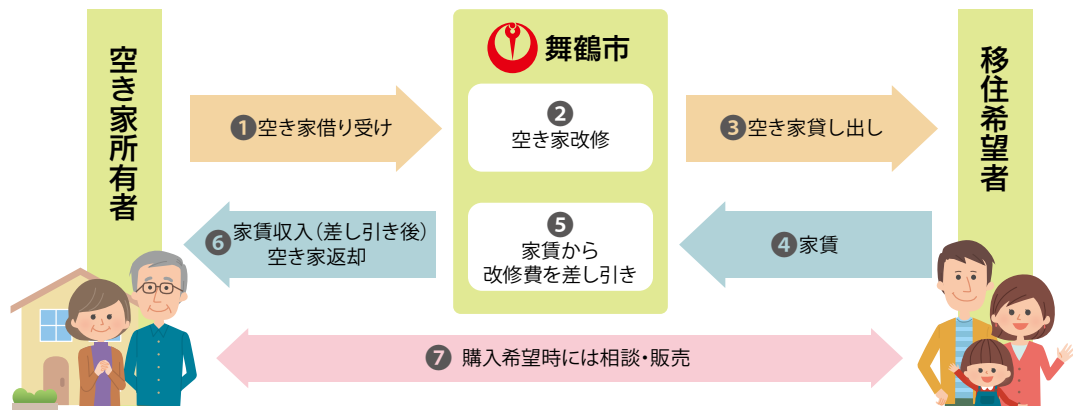 空き家所有者
舞鶴市
移住希望者
❶空き家借り受け
❷
空き家改修
❸空き家貸し出し
❹家賃
❺
家賃から
改修費を差し引き
❻家賃収入（差し引き後）
空き家返却
❼ 購入希望時には相談・販売